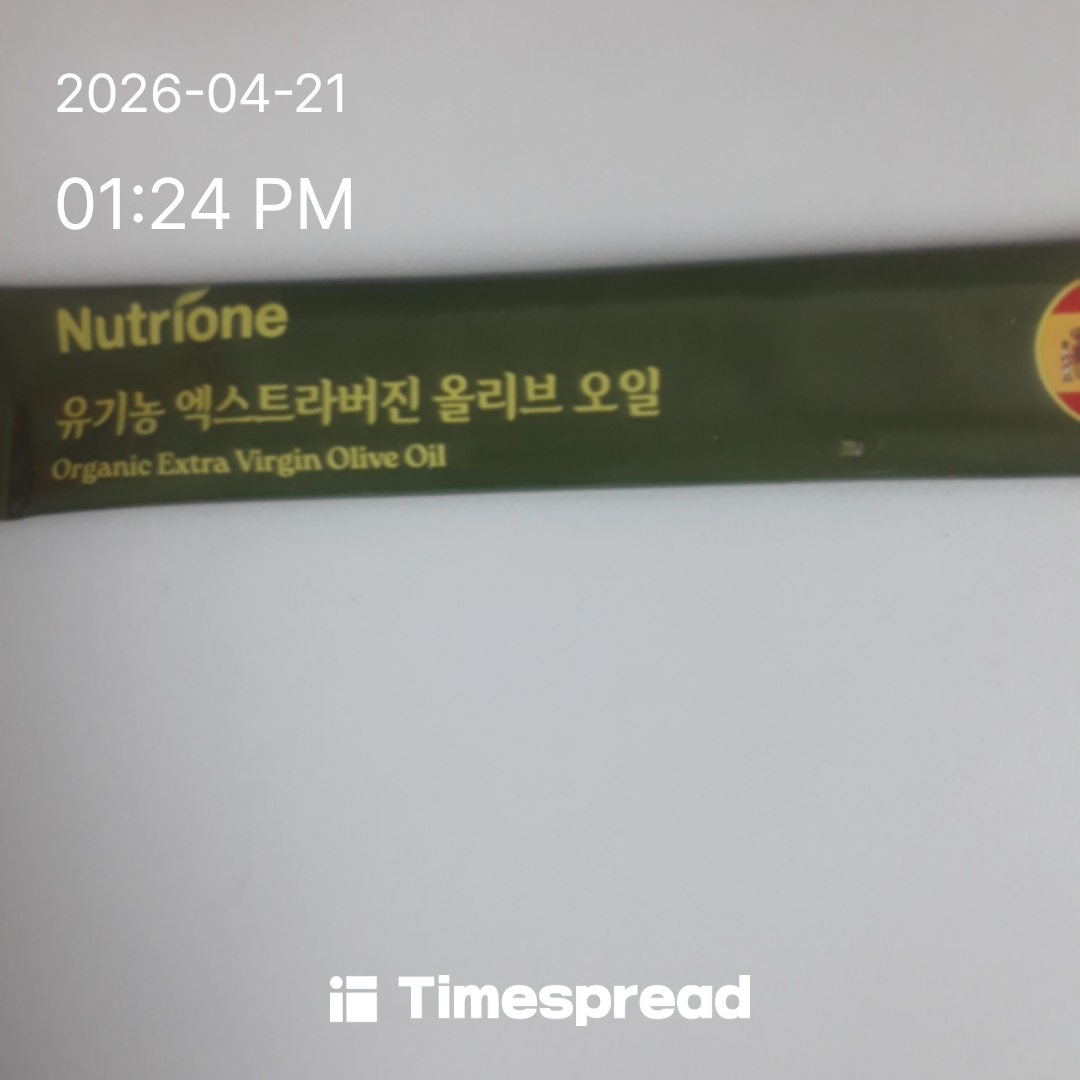 2026-04-21
01:24 PM
Nutrione
유기농 엑스트라버진 올리브 오일
Organic Extra Virgin Olive Oil
Timespread